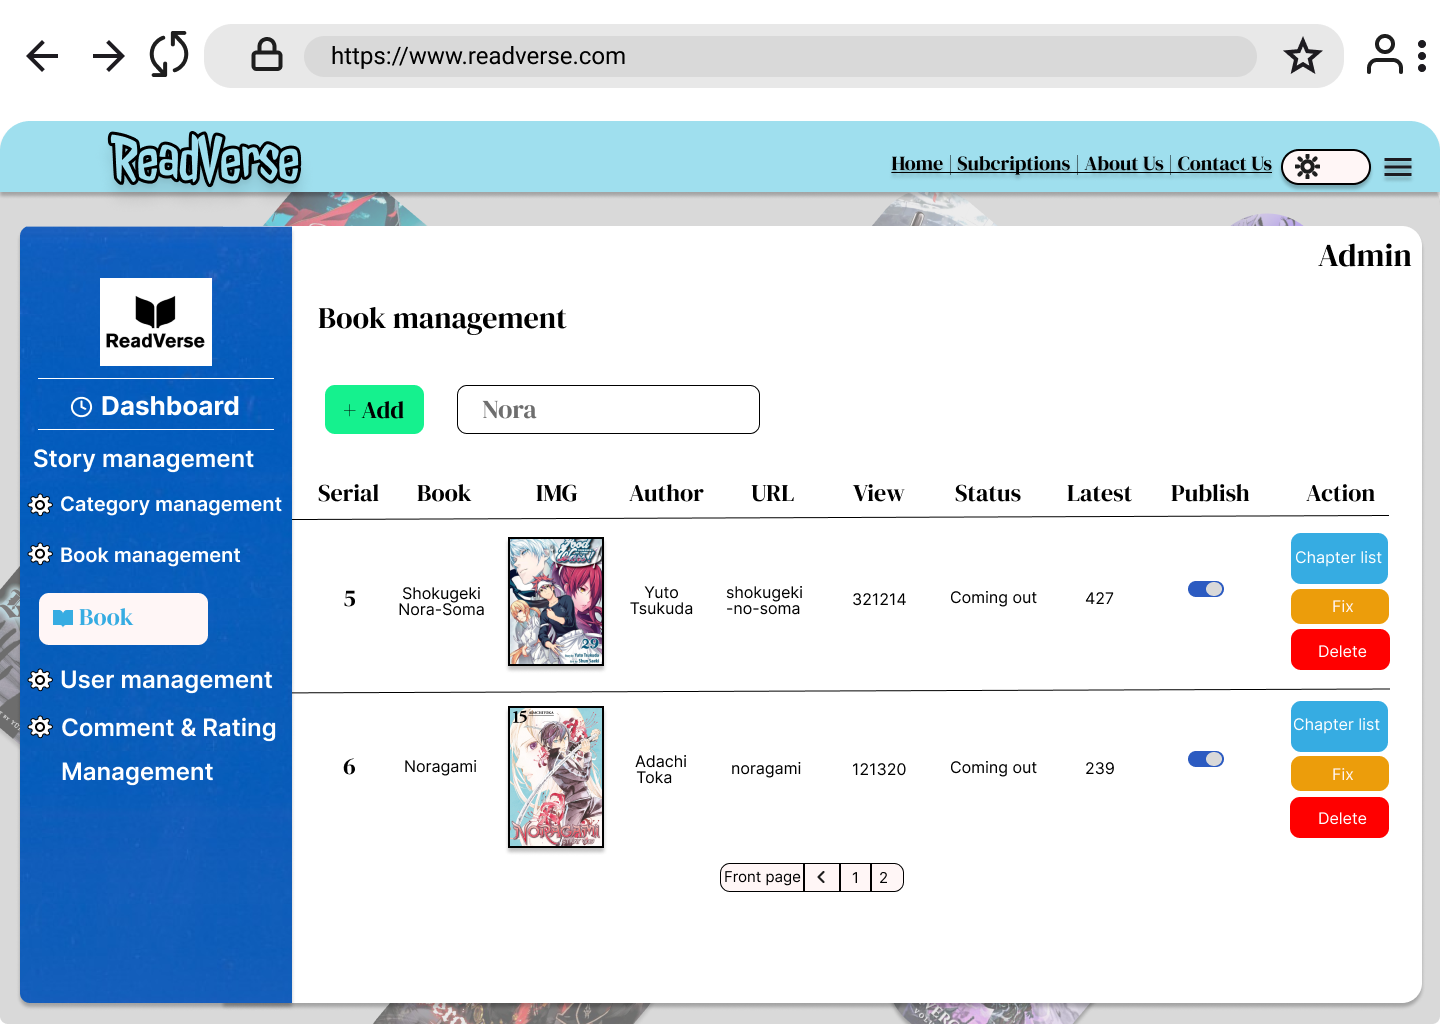 https://www.readverse.com
ReadVerse
Home | Subcriptions | About Us | Contact Us
Admin
ReadVerse
Dashboard
Story management
Category management
Book management
Book
User management
Comment & Rating
Management
Book management
+ Add
Nora
Serial Book IMG Author URL View Status Latest Publish Action
5
Shokugeki
Nora-Soma
29
Yuto
Tsukuda
shokugeki
-no-soma
321214
Coming out
427
Chapter list
Fix
Delete
6
Noragami
15
NORAGAMI
Adachi
Toka
noragami
121320
Coming out
239
Chapter list
Fix
Delete
Front page
1
2